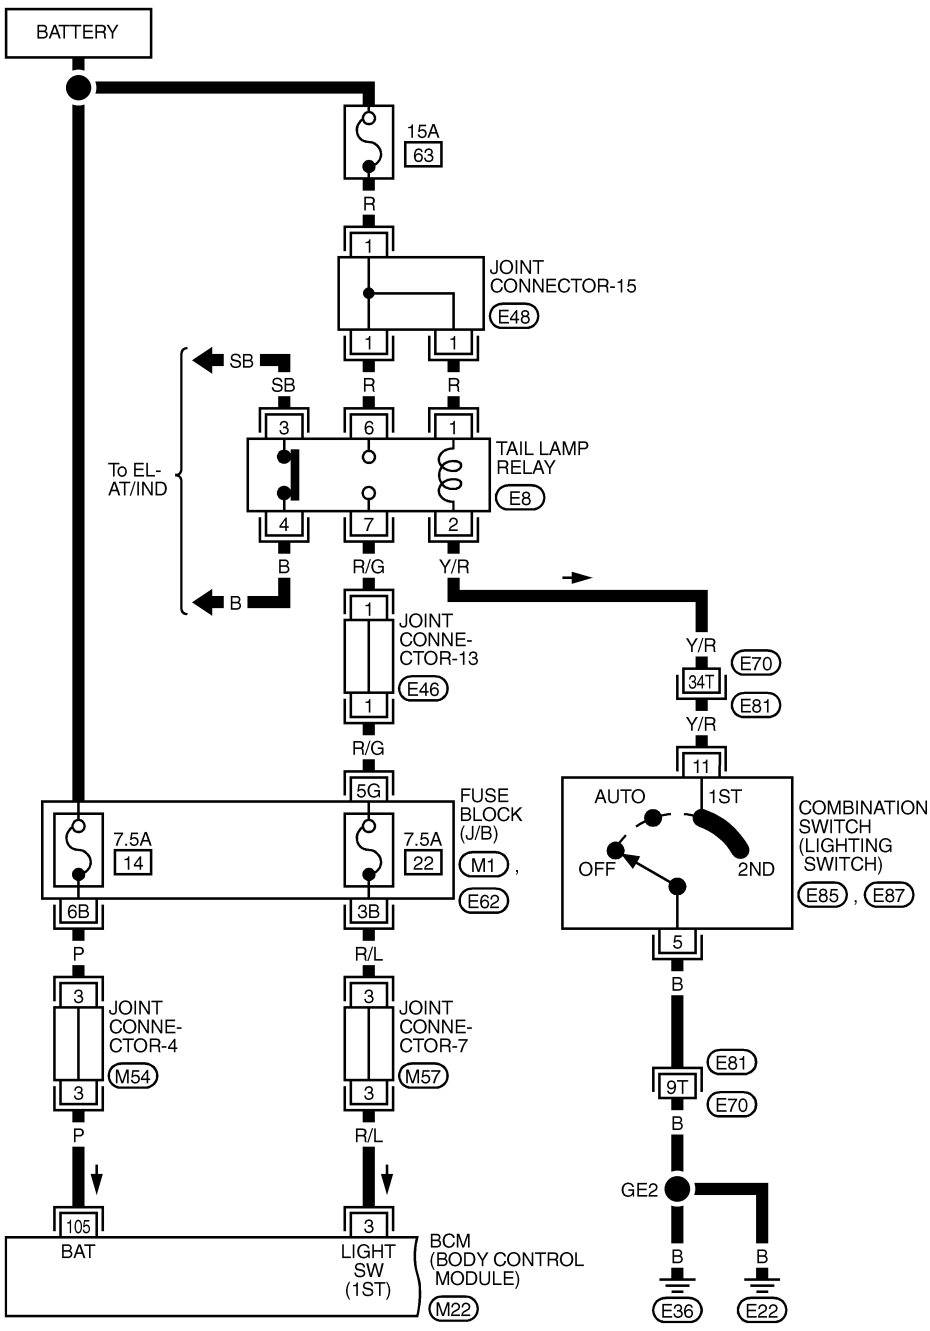 BATTERY
15A
63
R
1
JOINT
CONNECTOR-15
E48
1
1
SB
SB
R
R
3
6
1
TAIL LAMP
RELAY
E8
To EL-
AT/IND
4
7
2
B
R/G
Y/R
B
1
JOINT
CONNE-
CTOR-13
E46
1
R/G
Y/R
34T
E70
E81
Y/R
11
5G
FUSE
BLOCK
(J/B)
M1 ,
E62
7.5A
14
7.5A
22
AUTO
1ST
OFF
2ND
COMBINATION
SWITCH
(LIGHTING
SWITCH)
E85 , E87
6B
3B
5
P
R/L
B
3
JOINT
CONNE-
CTOR-4
M54
3
3
JOINT
CONNE-
CTOR-7
M57
3
E81
9T
E70
P
R/L
B
GE2
105
3
BAT
LIGHT
SW
(1ST)
BCM
(BODY CONTROL
MODULE)
M22
B
B
E36
E22